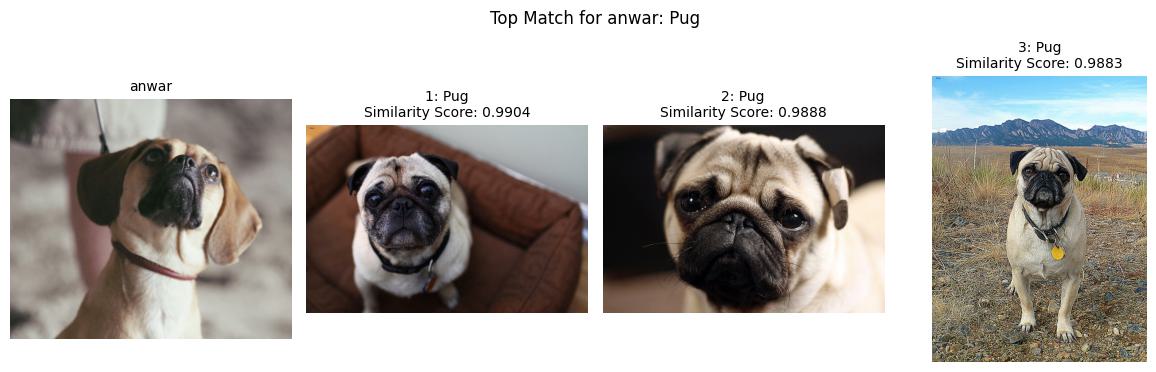 Top Match for anwar: Pug
anwar
1: Pug
Similarity Score: 0.9904
2: Pug
Similarity Score: 0.9888
3: Pug
Similarity Score: 0.9883